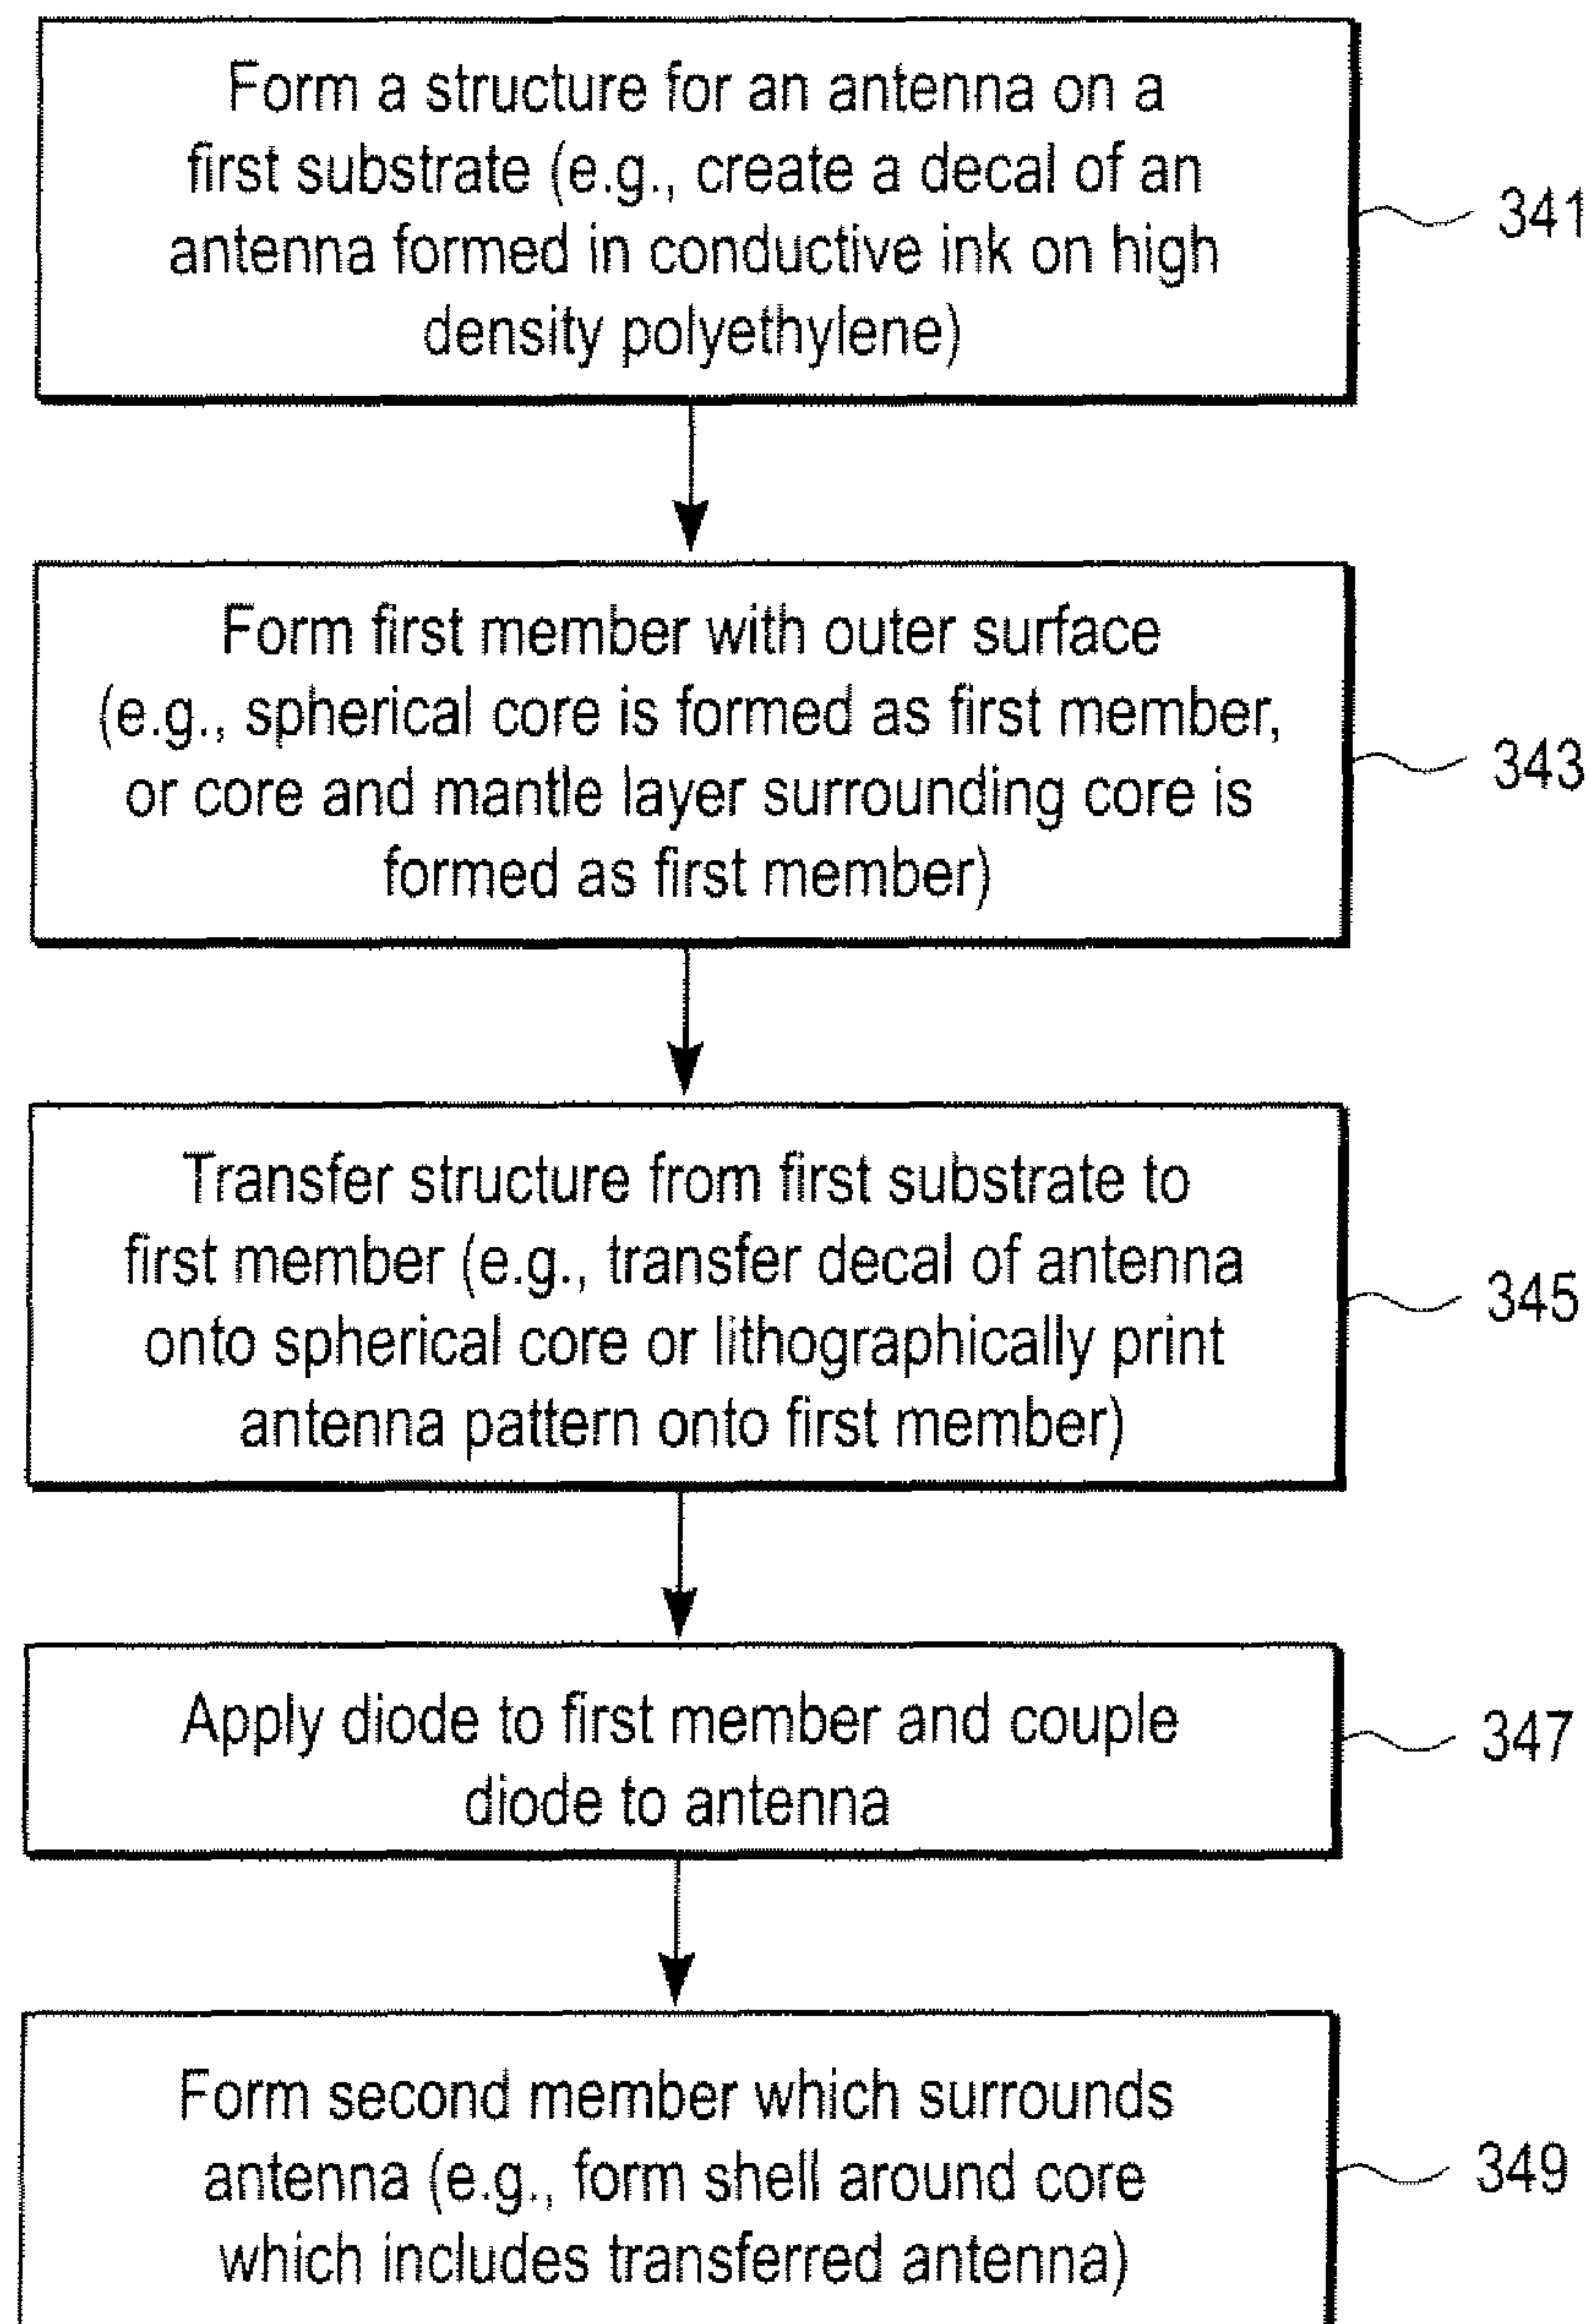 Form a structure for an antenna on a
first substrate (e.g., create a decal of an
antenna formed in conductive ink on high
density polyethylene)
341
Form first member with outer surface
(e.g., spherical core is formed as first member,
or core and mantle layer surrounding core is
formed as first member)
343
Transfer structure from first substrate to
first member (e.g., transfer decal of antenna
onto spherical core or lithographically print
antenna pattern onto first member)
345
Apply diode to first member and couple
diode to antenna
347
Form second member which surrounds
antenna (e.g., form shell around core
which includes transferred antenna)
349